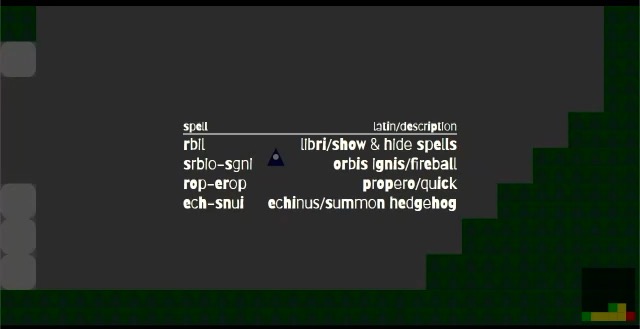 spell latin/description
rbil libri/show & hide spells
srbio-sgni orbis ignis/fireball
rop-erop propero/quick
ech-snui echinus/summon hedgehog